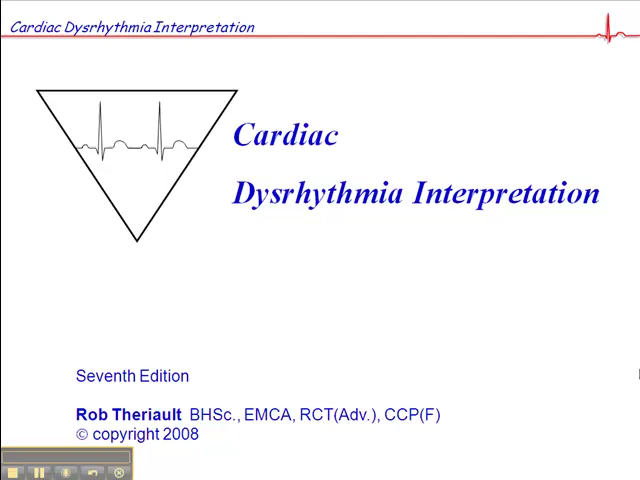 Cardiac Dysrhythmia Interpretation
Cardiac
Dysrhythmia Interpretation
Seventh Edition
Rob Theriault BHSc., EMCA, RCT(Adv.), CCP(F)
© copyright 2008